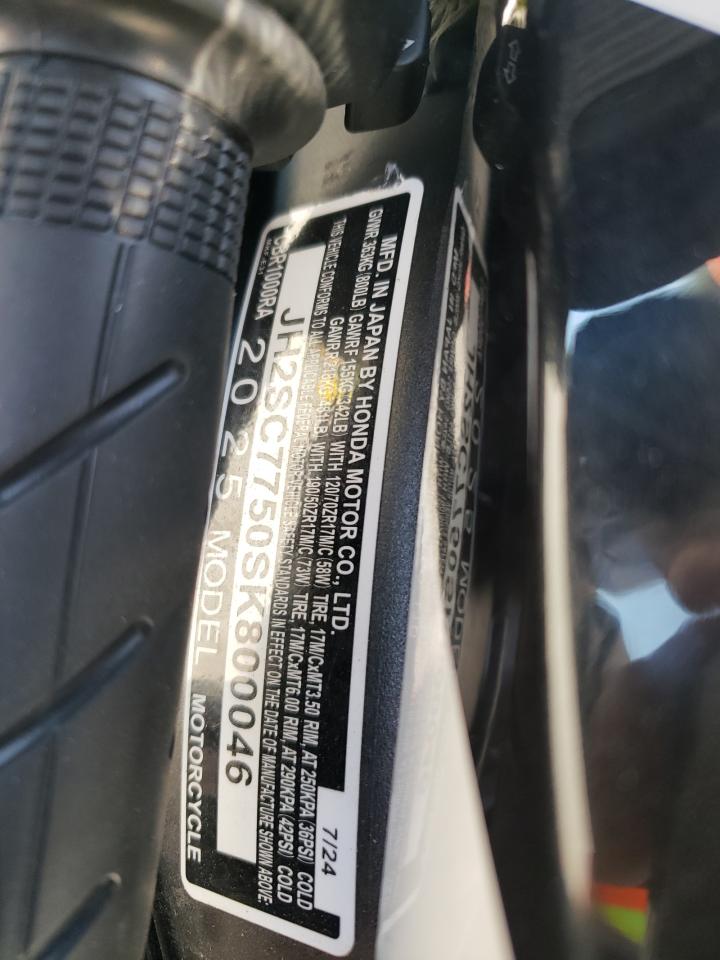 MFD. IN JAPAN BY HONDA MOTOR CO., LTD. 7/24
GVWR 363KG (800LB) GAWR F 155KG (342LB) WITH 120/70ZR17M/C (58W) TIRE, 17M/CxMT3.50 RIM, AT 250KPA (36PSI) COLD
GAWR R 218KG (481LB) WITH 190/50ZR17M/C (73W) TIRE, 17M/CxMT6.00 RIM, AT 290KPA (42PSI) COLD
THIS VEHICLE CONFORMS TO ALL APPLICABLE FEDERAL MOTOR VEHICLE SAFETY STANDARDS IN EFFECT ON THE DATE OF MANUFACTURE SHOWN ABOVE.
JH2SC7750SK800046
CBR1000RA 2025 MODEL MOTORCYCLE